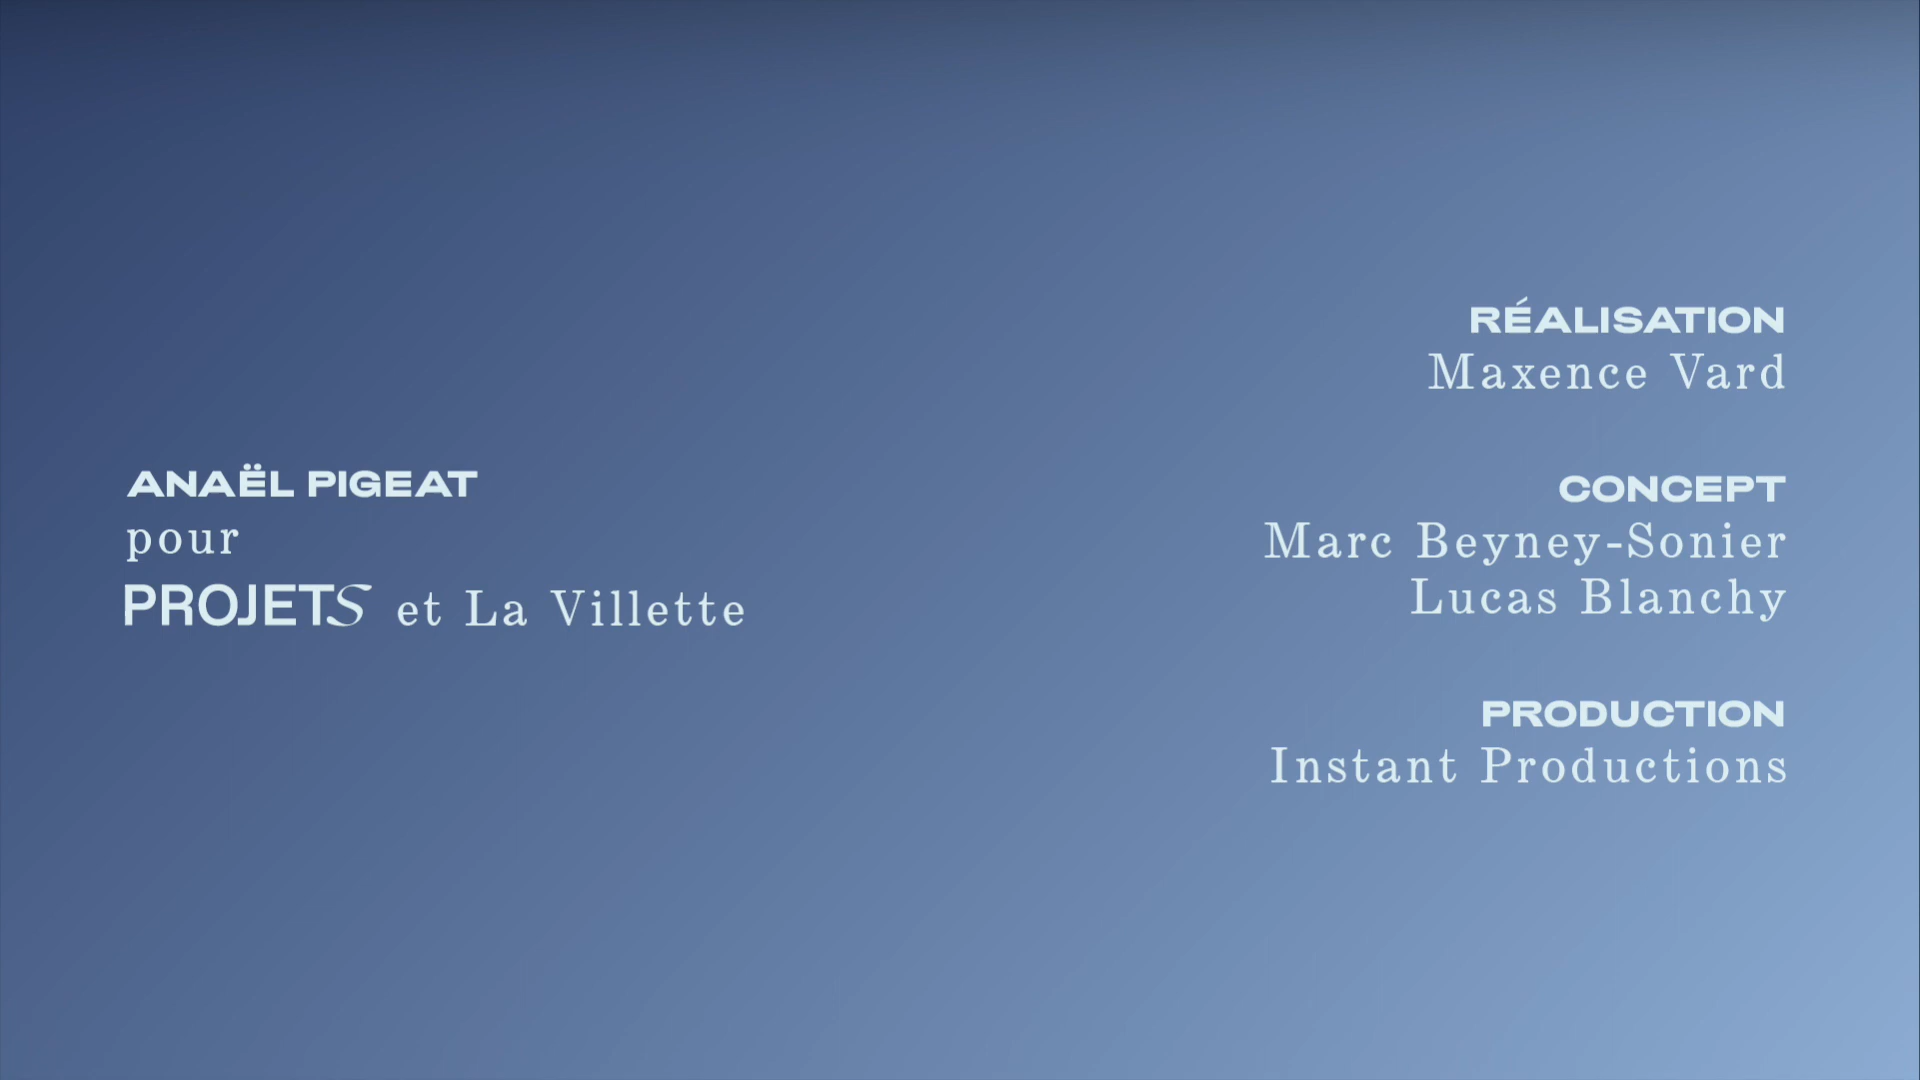 ANAËL PIGEAT
pour
PROJETS et La Villette
RÉALISATION
Maxence Vard
CONCEPT
Marc Beyney-Sonier
Lucas Blanchy
PRODUCTION
Instant Productions